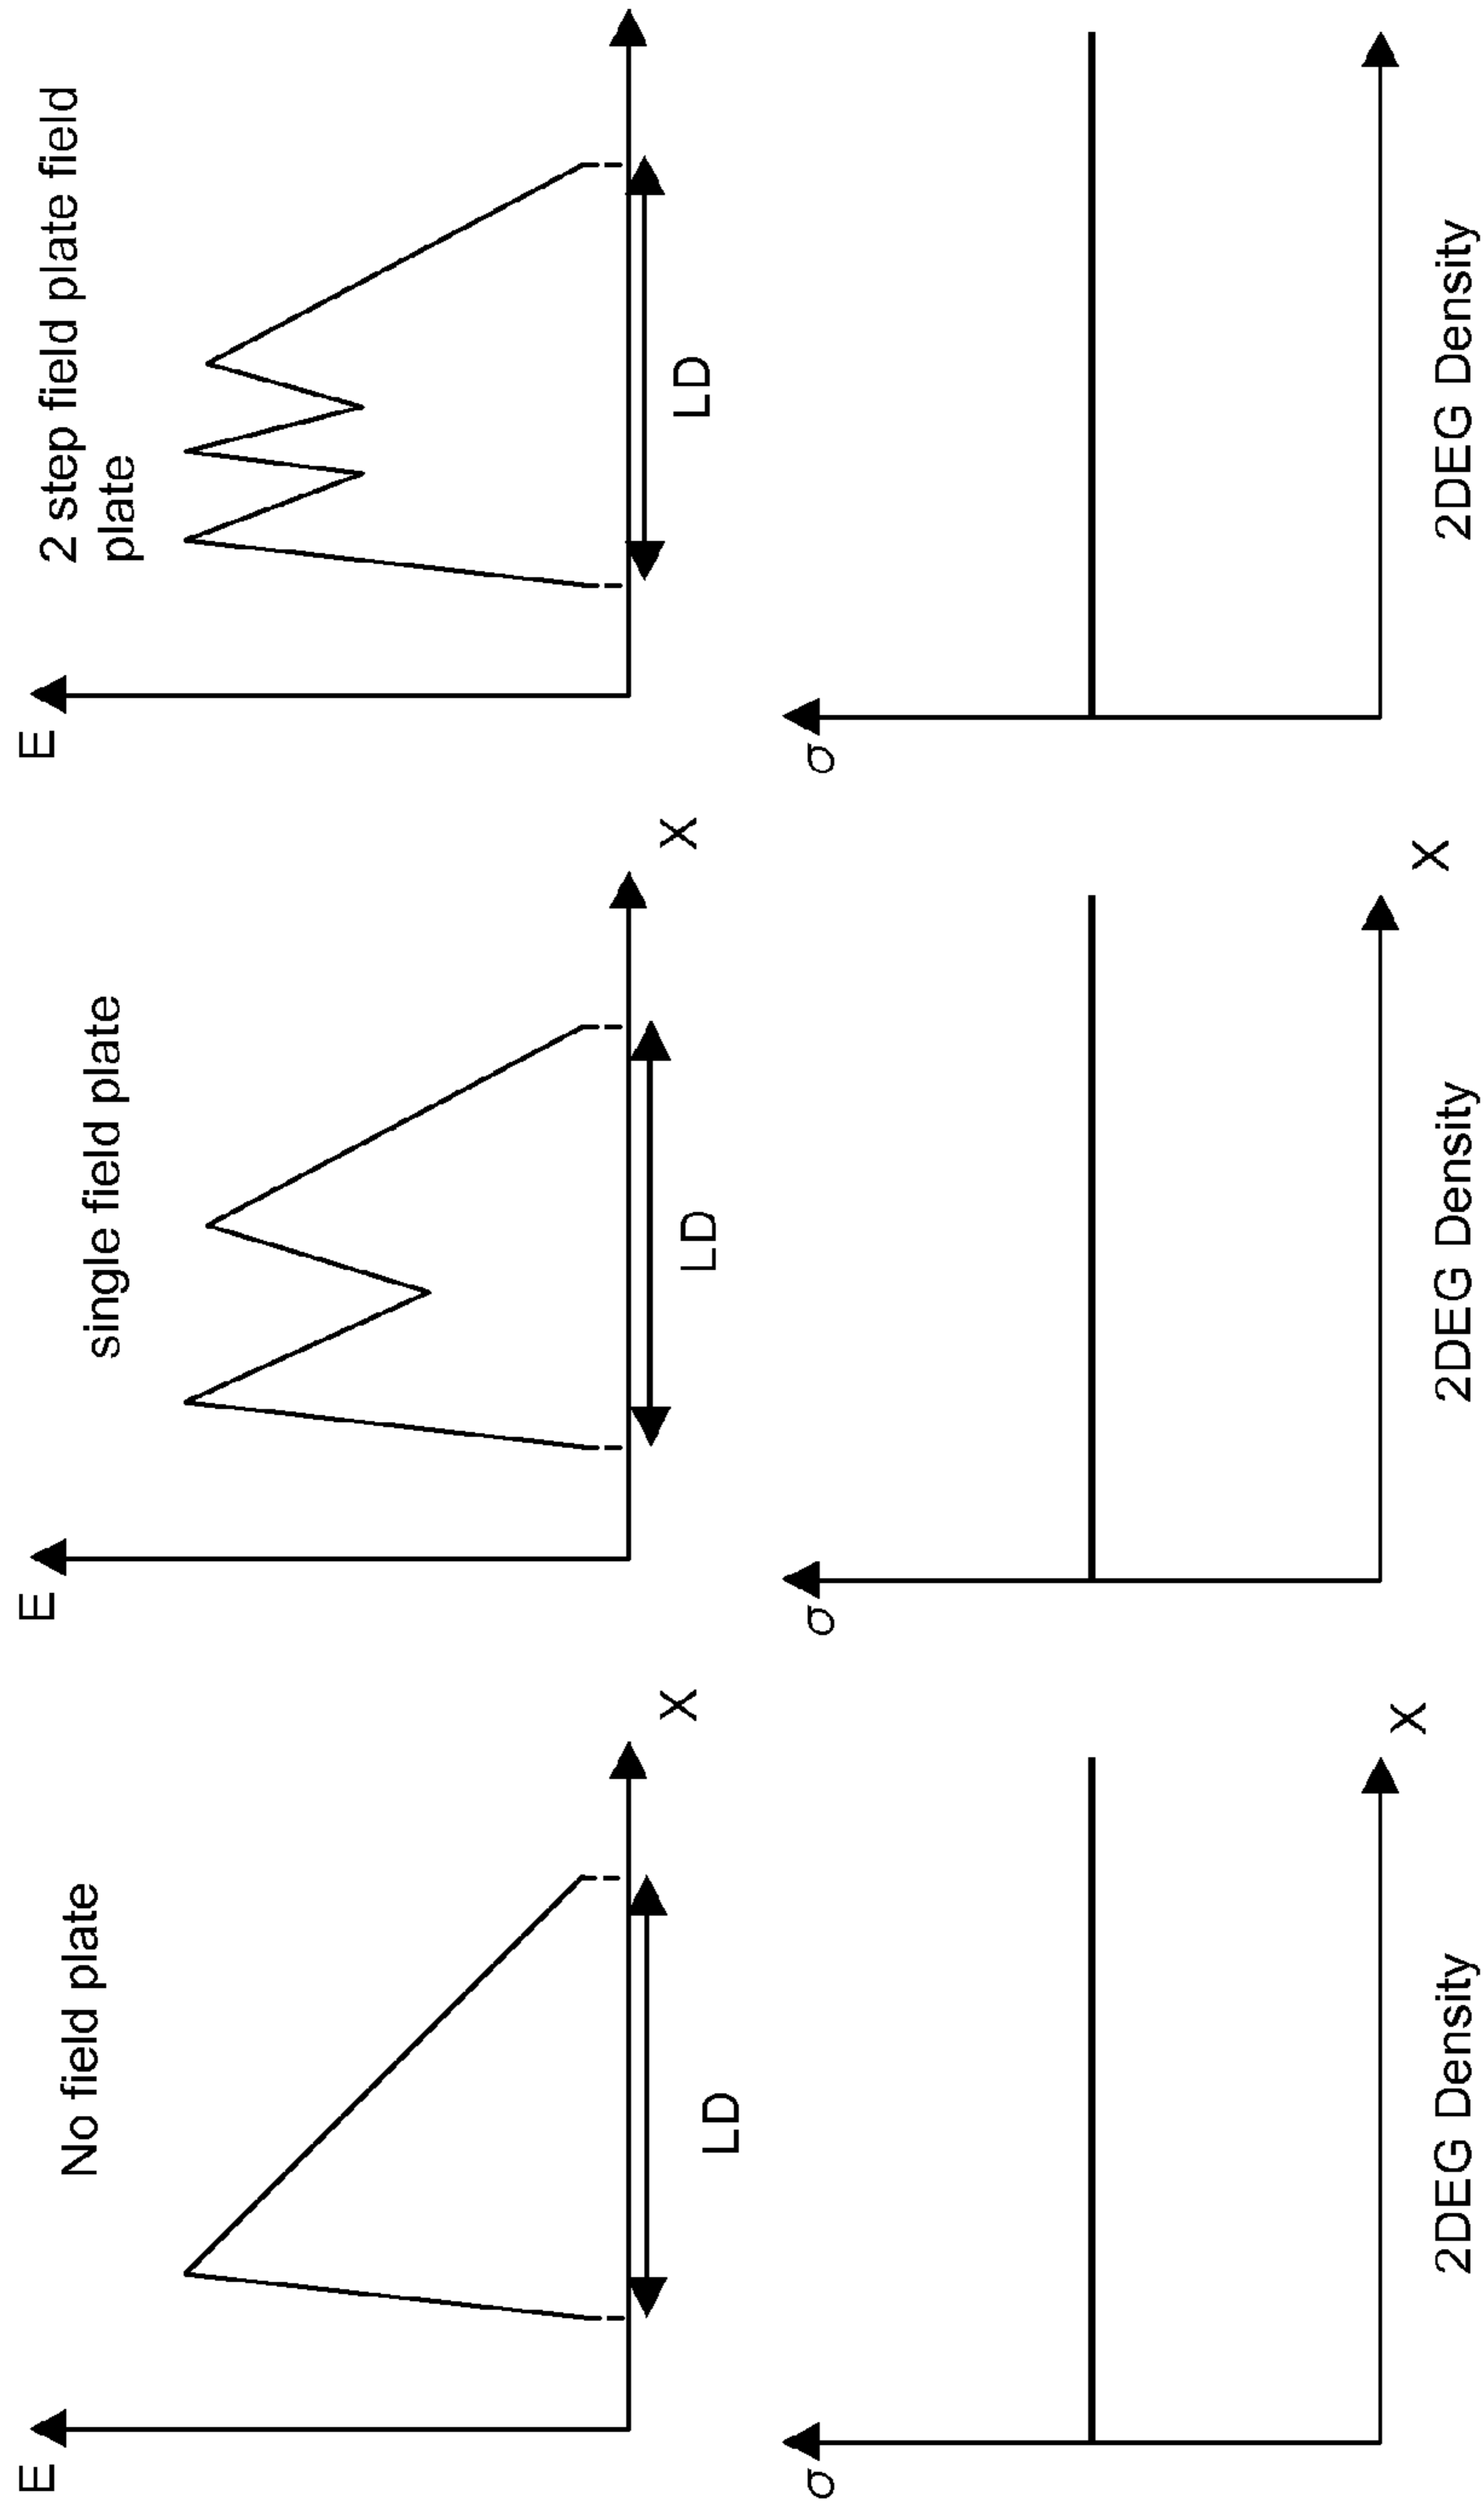 No field plate
E
LD
X
single field plate
E
LD
X
2 step field plate field
plate
E
LD
σ
X
2DEG Density
σ
X
2DEG Density
σ
2DEG Density